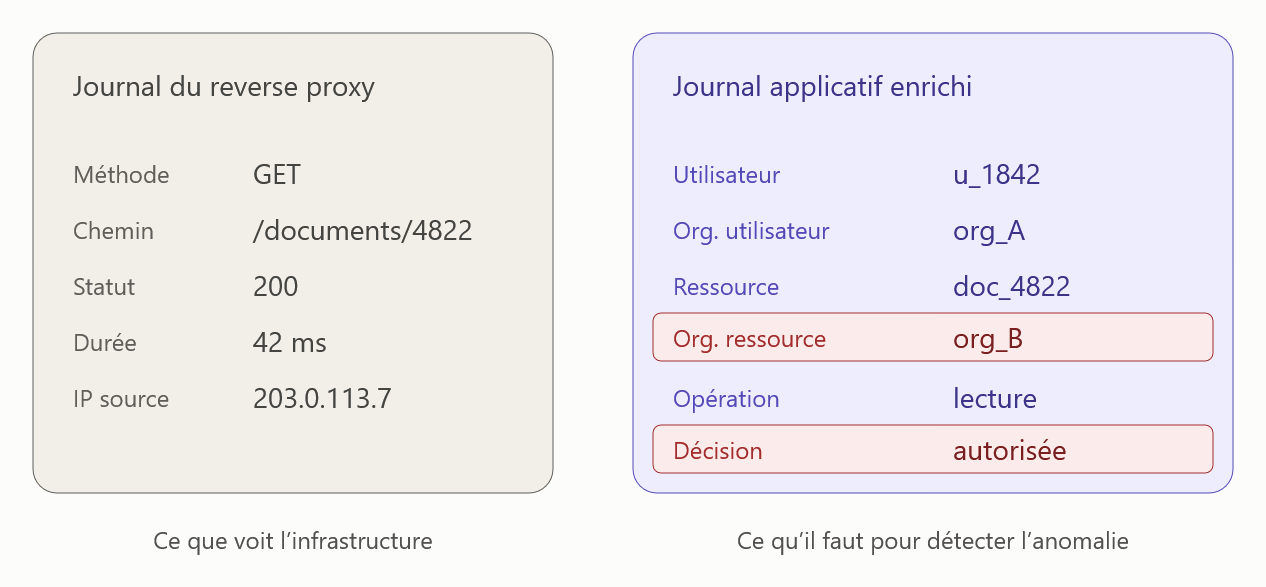 Journal du reverse proxy
Méthode GET
Chemin /documents/4822
Statut 200
Durée 42 ms
IP source 203.0.113.7
Ce que voit l’infrastructure
Journal applicatif enrichi
Utilisateur u_1842
Org. utilisateur org_A
Ressource doc_4822
Org. ressource org_B
Opération lecture
Décision autorisée
Ce qu’il faut pour détecter l’anomalie